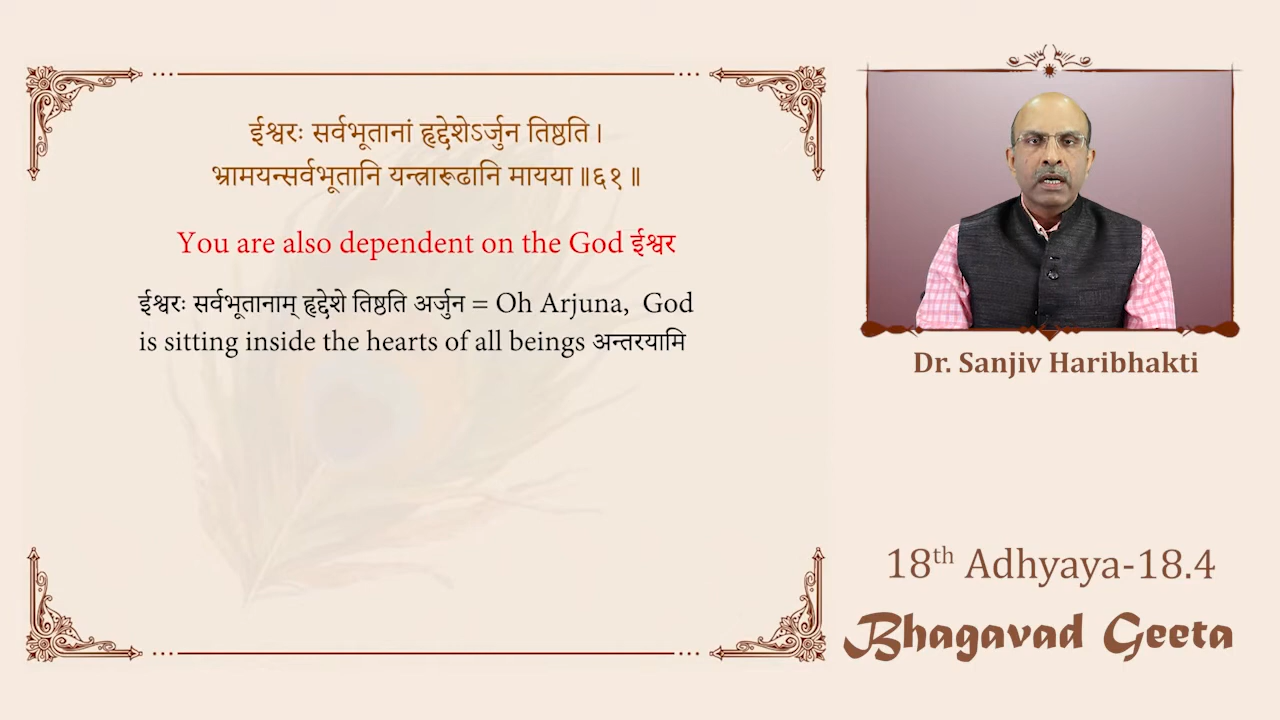 ईश्वरः सर्वभूतानां हृद्देशेऽर्जुन तिष्ठति ।
भ्रामयन्सर्वभूतानि यन्त्रारूढानि मायया ॥६१॥
You are also dependent on the God ईश्वर
ईश्वरः सर्वभूतानाम् हृद्देशे तिष्ठति अर्जुन = Oh Arjuna, God
is sitting inside the hearts of all beings अन्तरयामि
Dr. Sanjiv Haribhakti
18th Adhyaya-18.4
Bhagavad Geeta